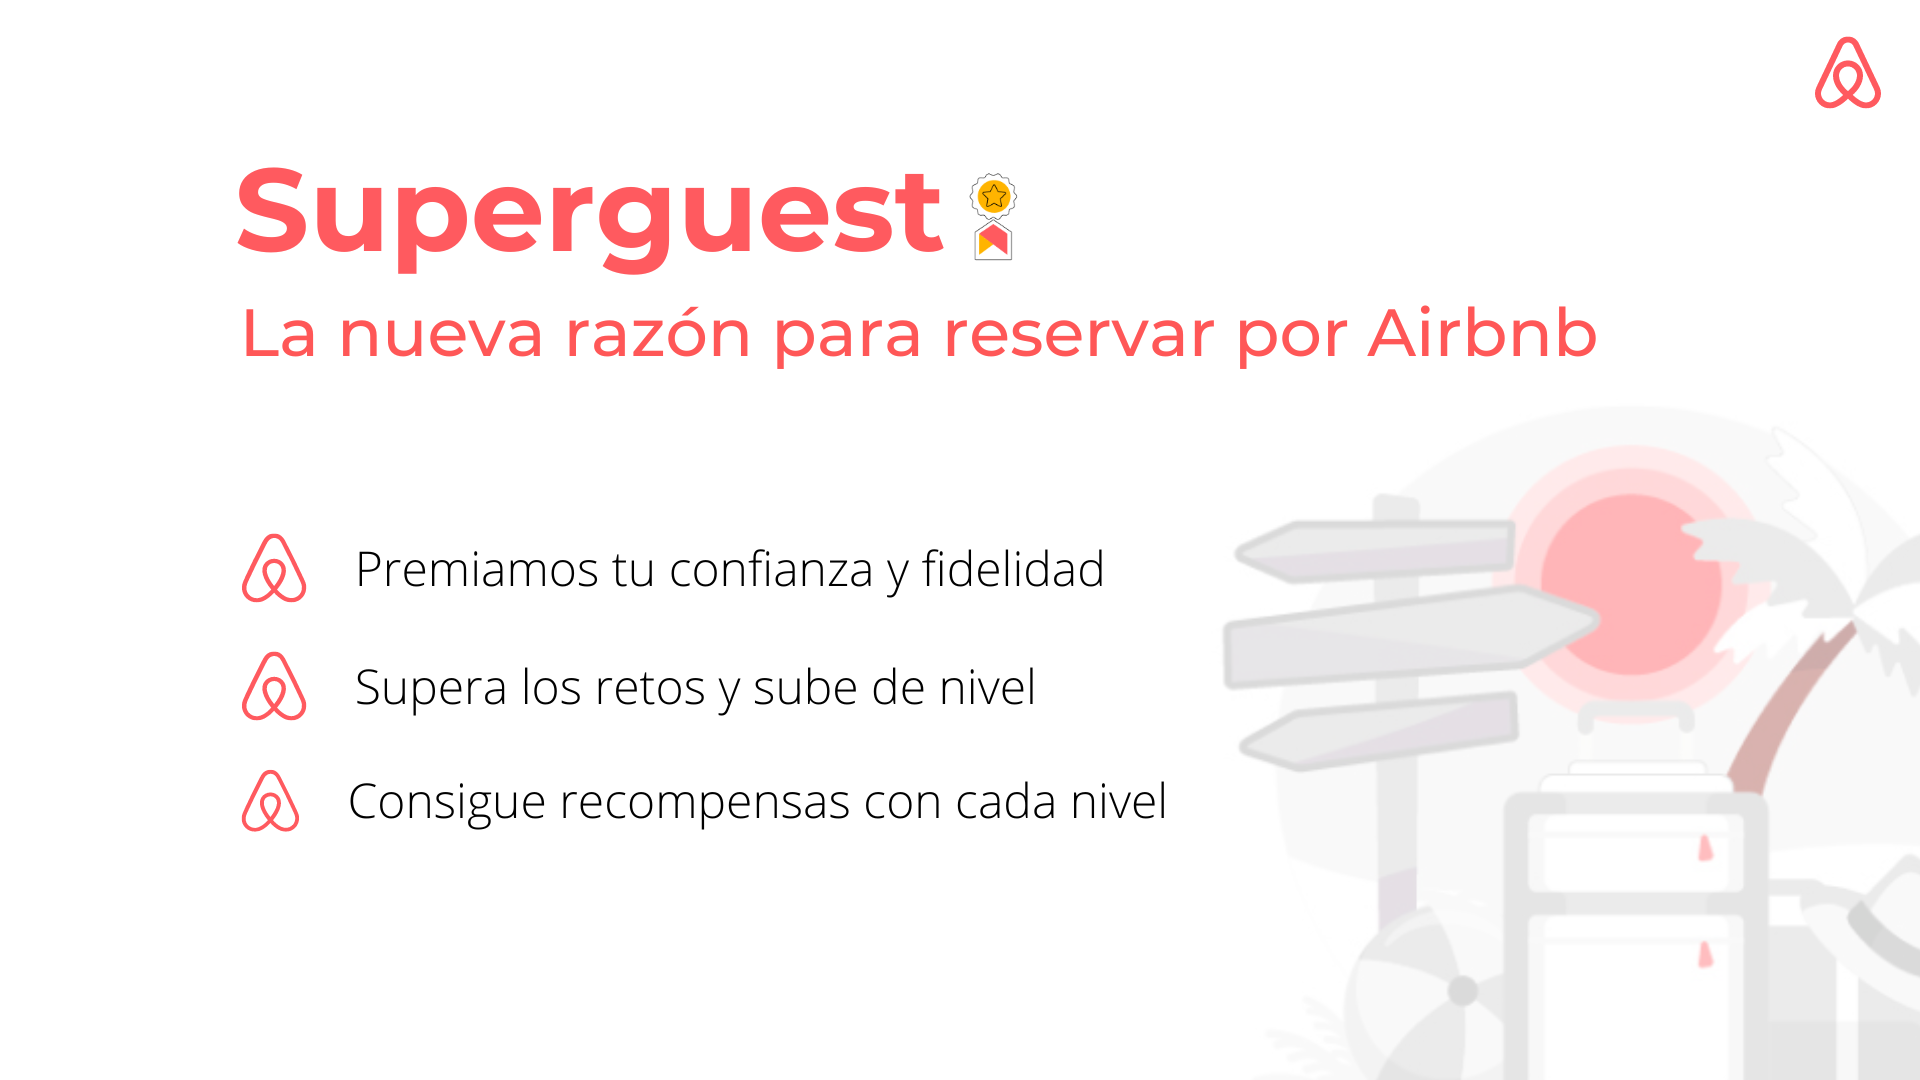 Superguest
La nueva razón para reservar por Airbnb
Premiamos tu confianza y fidelidad
Supera los retos y sube de nivel
Consigue recompensas con cada nivel